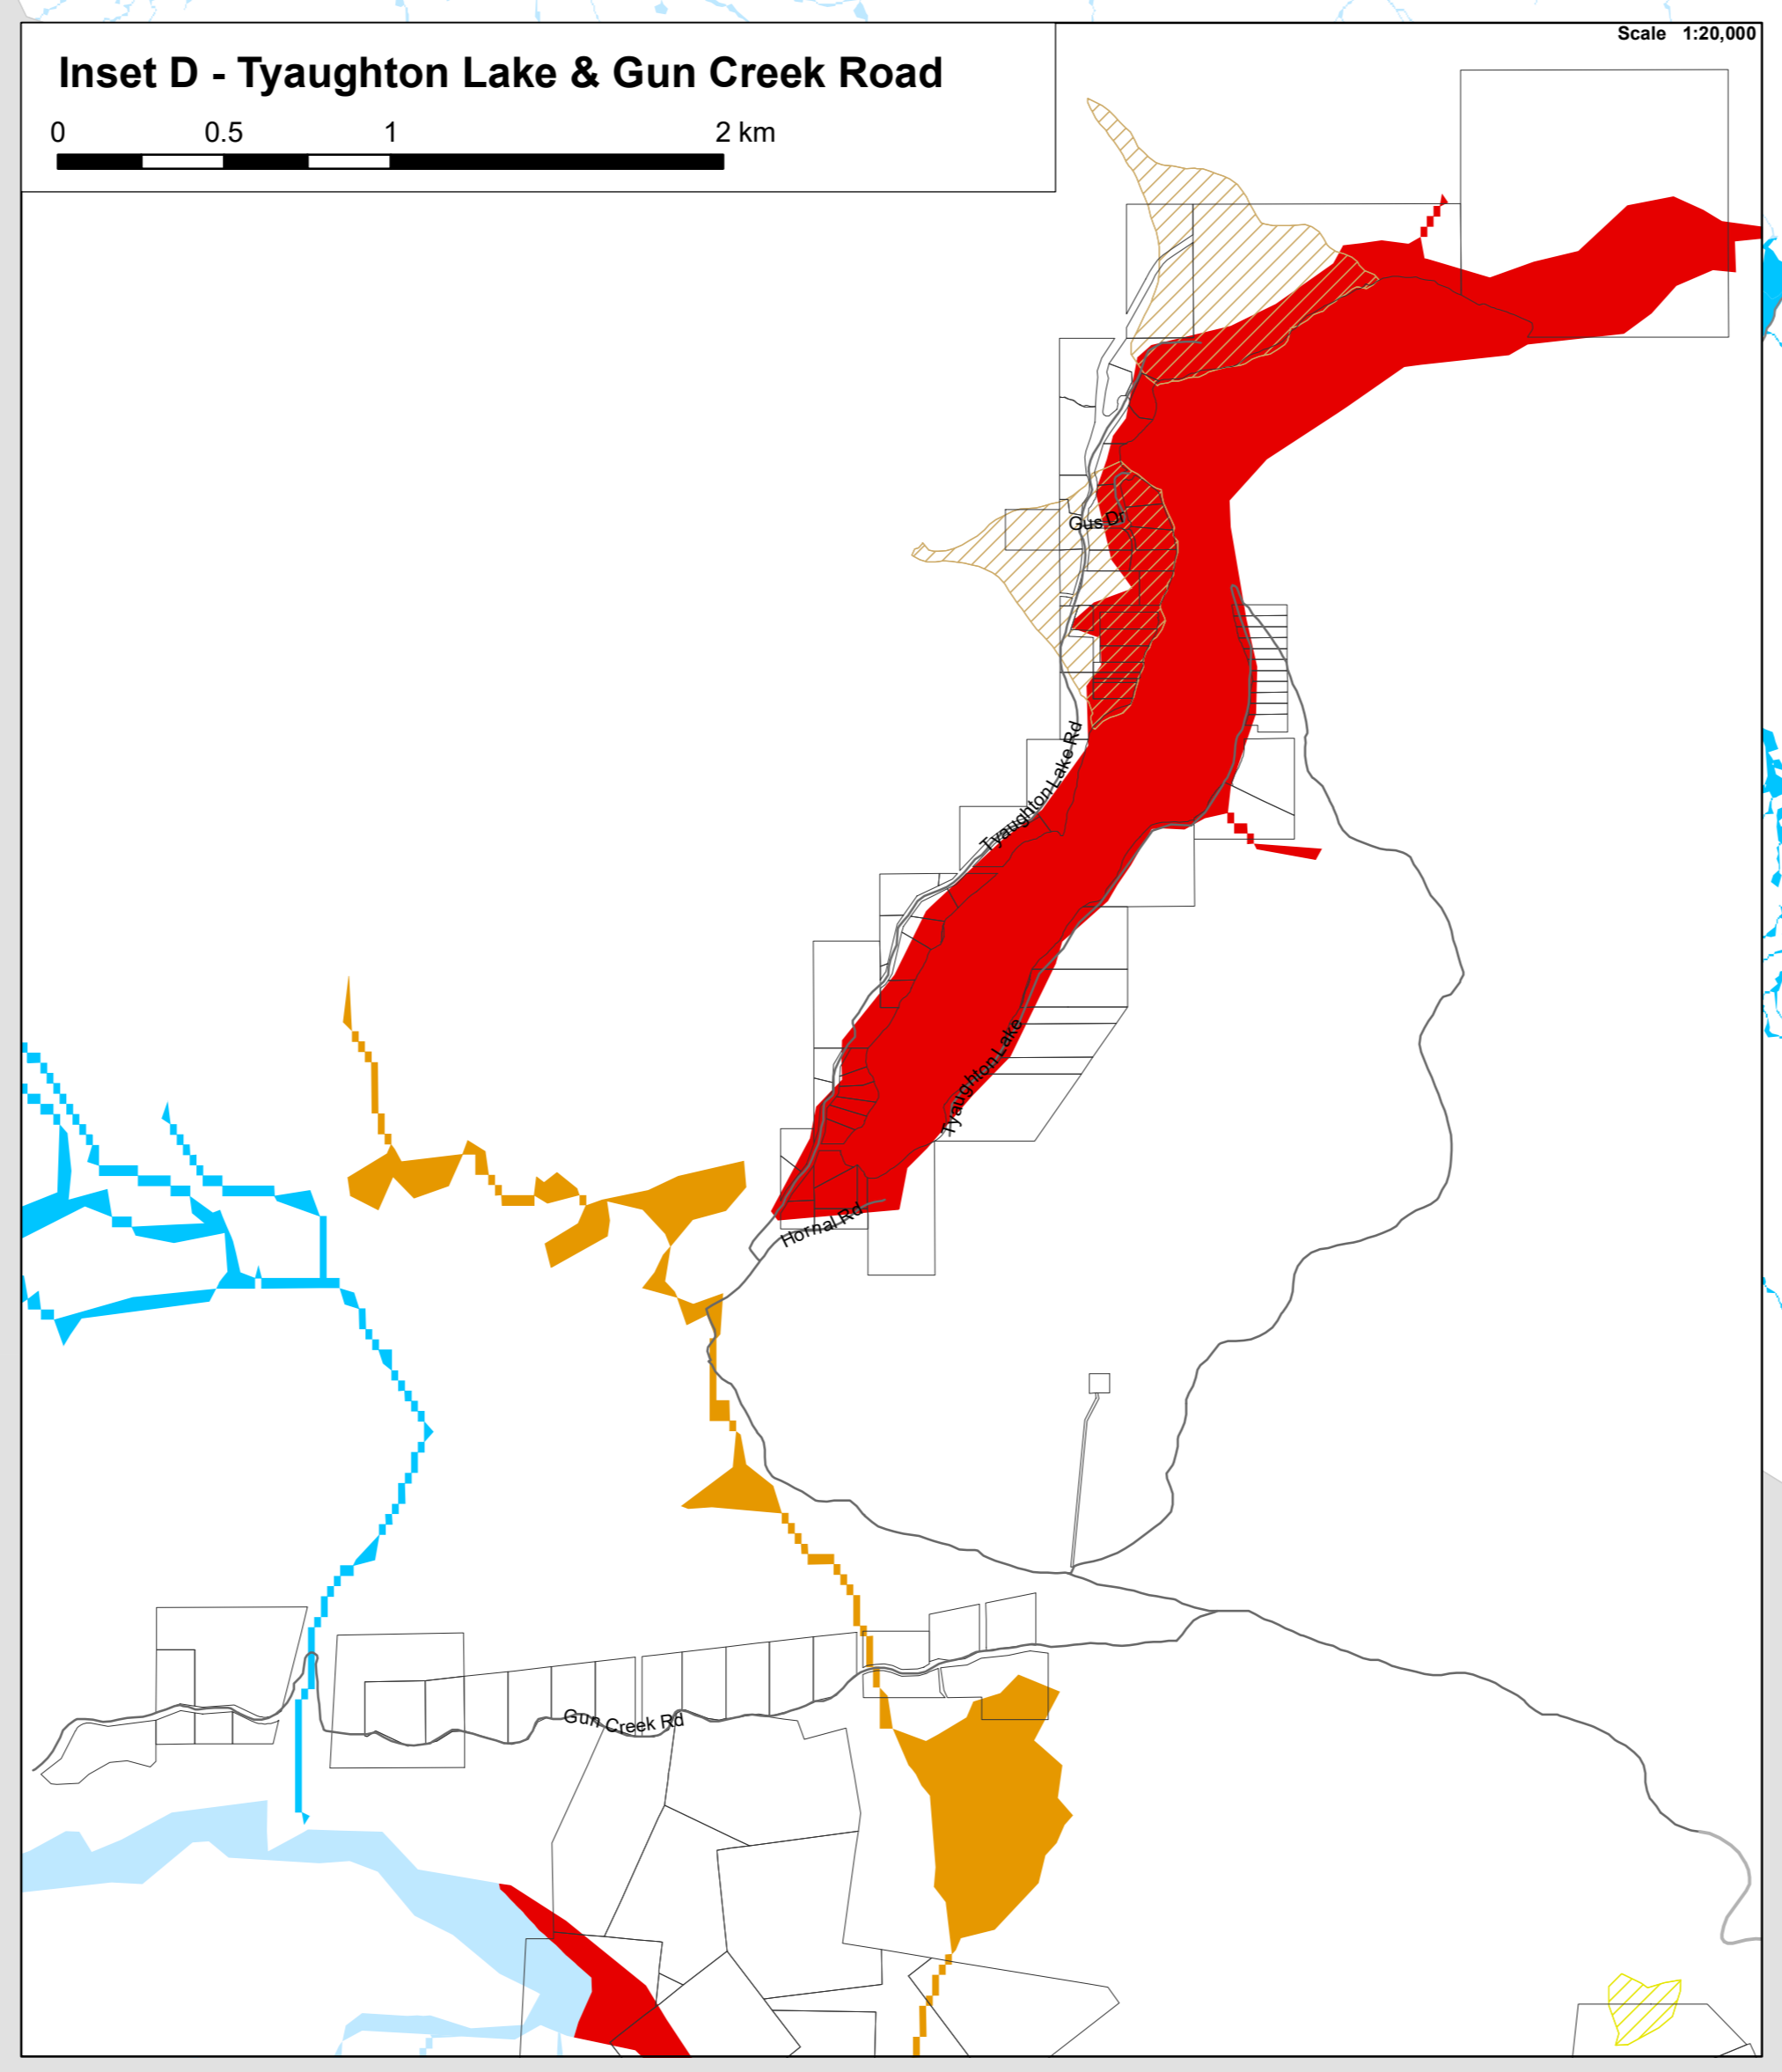 Scale 1:20,000
Inset D - Tyaughton Lake & Gun Creek Road
0 0.5 1 2 km
Gus Dr
Tyaughton Lake Rd
Tyaughton Lake
Hornal Rd
Gun Creek Rd